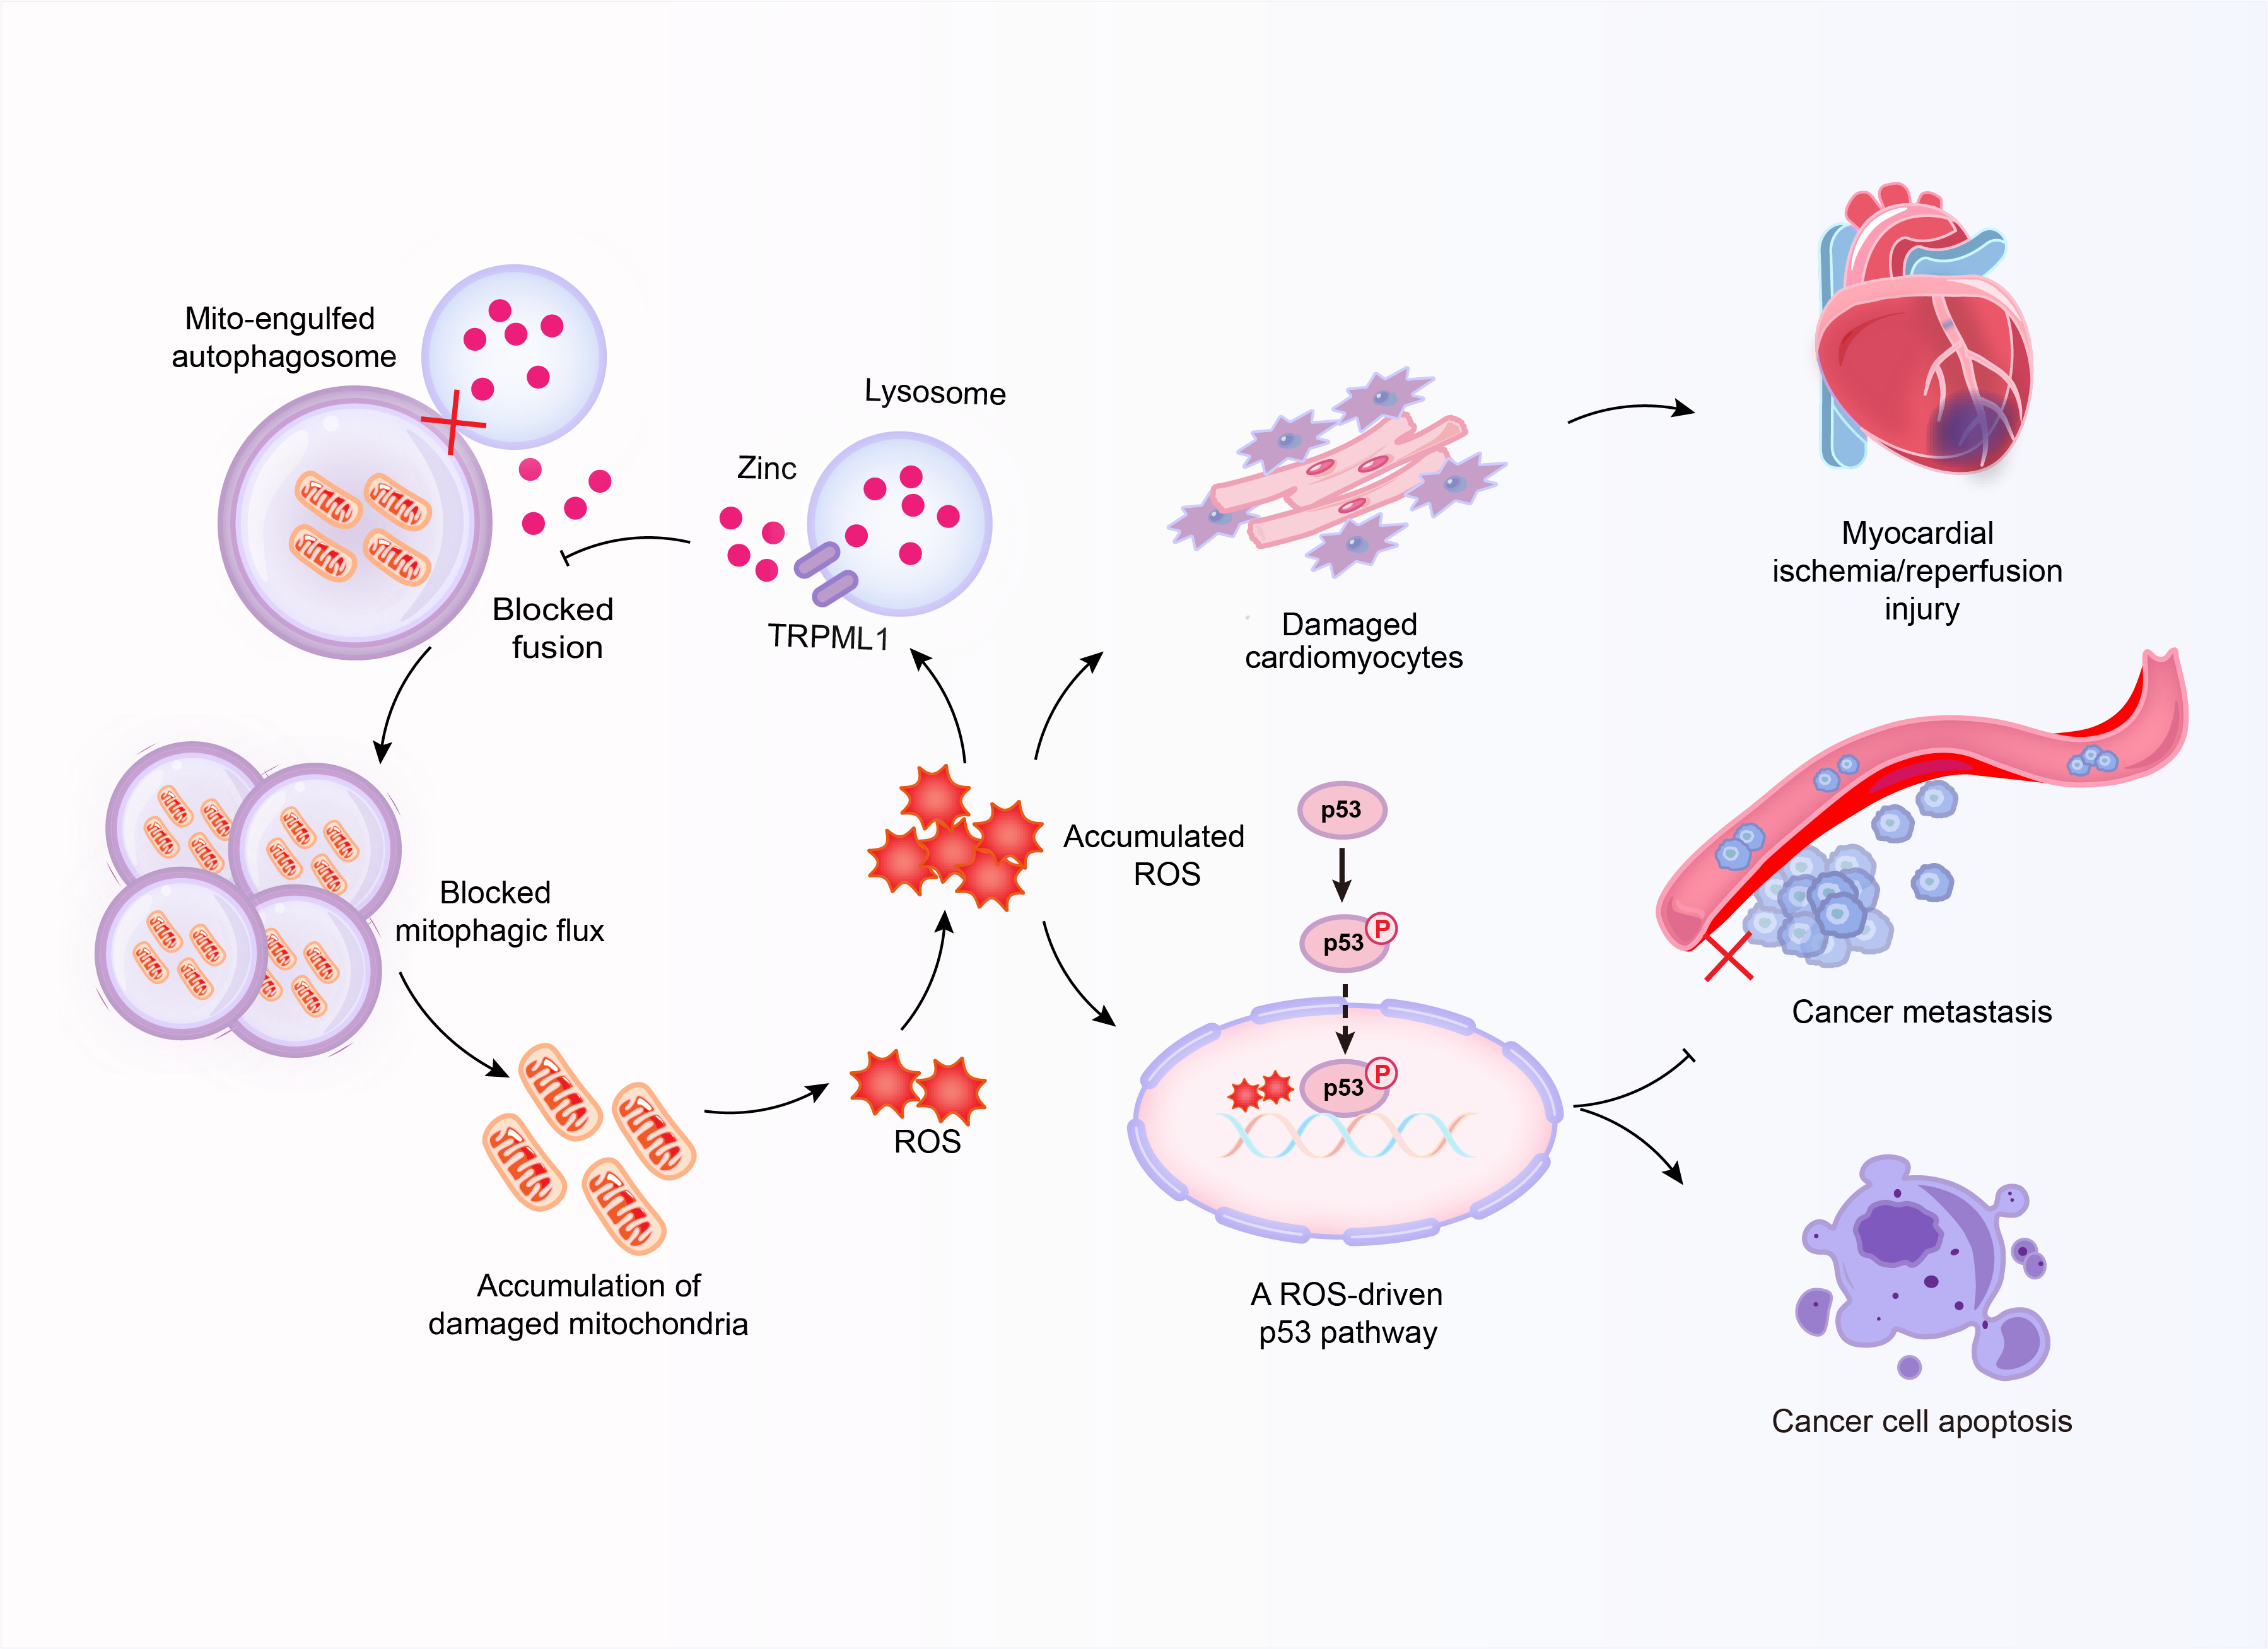 Mito-engulfed
autophagosome
Lysosome
Zinc
TRPML1
Blocked
fusion
Blocked
mitophagic flux
Accumulation of
damaged mitochondria
ROS
Accumulated
ROS
Damaged
cardiomyocytes
Myocardial
ischemia/reperfusion
injury
p53
p53
P
p53
P
A ROS-driven
p53 pathway
Cancer metastasis
Cancer cell apoptosis